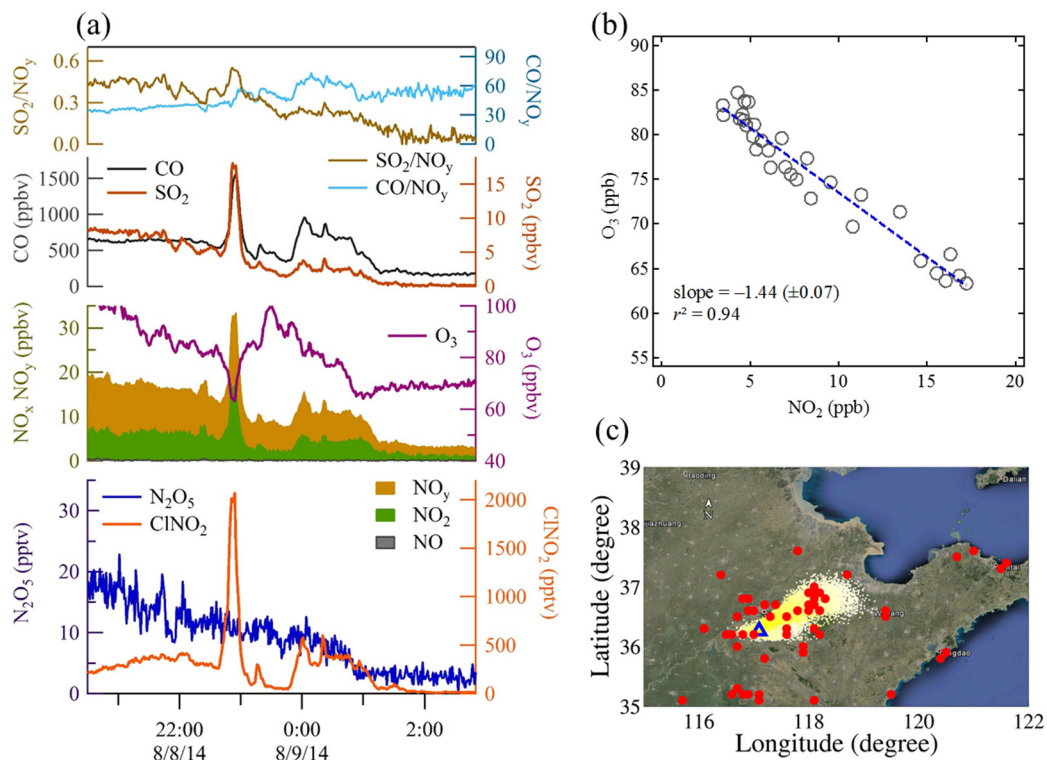 (a)
SO2/NOy
0.6
0.3
0.0
90
60
30
0
CO/NOy
CO
SO2
SO2/NOy
CO/NOy
CO (ppbv)
1500
1000
500
0
15
10
5
0
SO2 (ppbv)
NOx NOy (ppbv)
30
20
10
0
O3
100
80
60
40
O3 (ppbv)
N2O5
ClNO2
NOy
NO2
NO
N2O5 (pptv)
30
20
10
0
2000
1500
1000
500
0
ClNO2 (pptv)
22:00
8/8/14
0:00
8/9/14
2:00
(b)
O3 (ppb)
90
85
80
75
70
65
60
55
slope = –1.44 (±0.07)
r² = 0.94
0
5
10
15
20
NO2 (ppb)
(c)
Latitude (degree)
39
38
37
36
35
Baoding
Dalian
N
116
118
120
122
Longitude (degree)